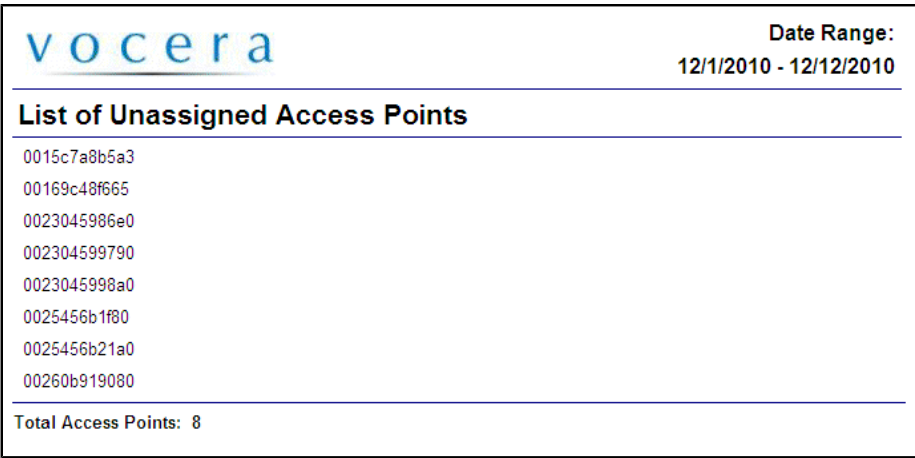 vocera
Date Range:
12/1/2010 - 12/12/2010
List of Unassigned Access Points
0015c7a8b5a3
00169c48f665
0023045986e0
002304599790
0023045998a0
0025456b1f80
0025456b21a0
00260b919080
Total Access Points: 8